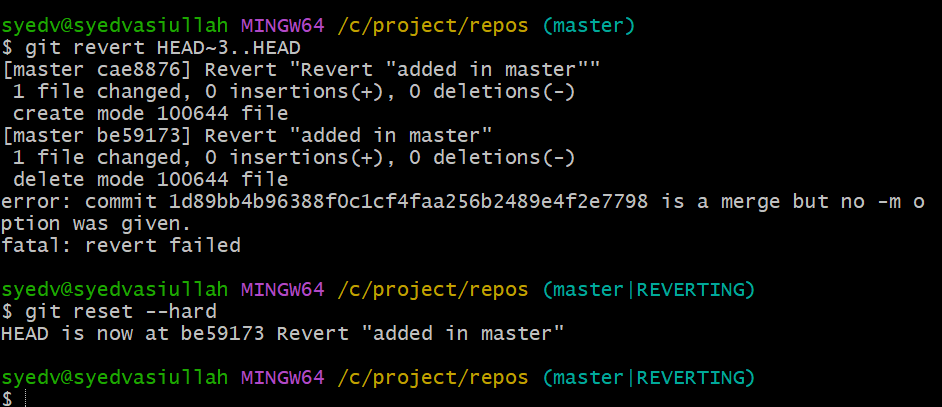 syedv@syedvasiullah MINGW64 /c/project/repos (master)
$ git revert HEAD~3..HEAD
[master cae8876] Revert "Revert "added in master""
 1 file changed, 0 insertions(+), 0 deletions(-)
 create mode 100644 file
[master be59173] Revert "added in master"
 1 file changed, 0 insertions(+), 0 deletions(-)
 delete mode 100644 file
error: commit 1d89bb4b96388f0c1cf4faa256b2489e4f2e7798 is a merge but no -m o
ption was given.
fatal: revert failed
syedv@syedvasiullah MINGW64 /c/project/repos (master|REVERTING)
$ git reset --hard
HEAD is now at be59173 Revert "added in master"
syedv@syedvasiullah MINGW64 /c/project/repos (master|REVERTING)
$